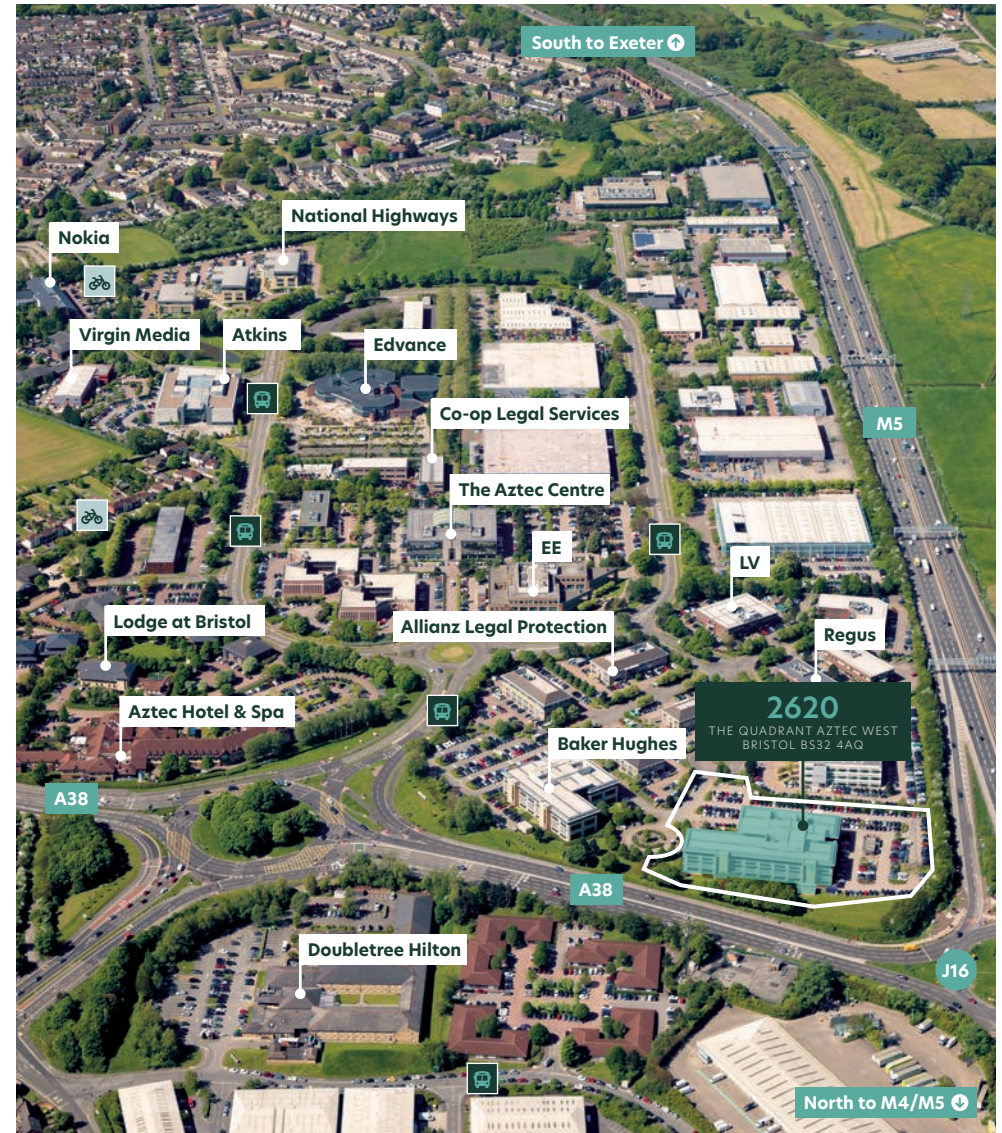 South to Exeter
National Highways
Nokia
Virgin Media
Atkins
Edvance
Co-op Legal Services
M5
The Aztec Centre
EE
LV
Lodge at Bristol
Allianz Legal Protection
Regus
Aztec Hotel & Spa
2620
THE QUADRANT AZTEC WEST
BRISTOL BS32 4AQ
Baker Hughes
A38
A38
Doubletree Hilton
J16
North to M4/M5